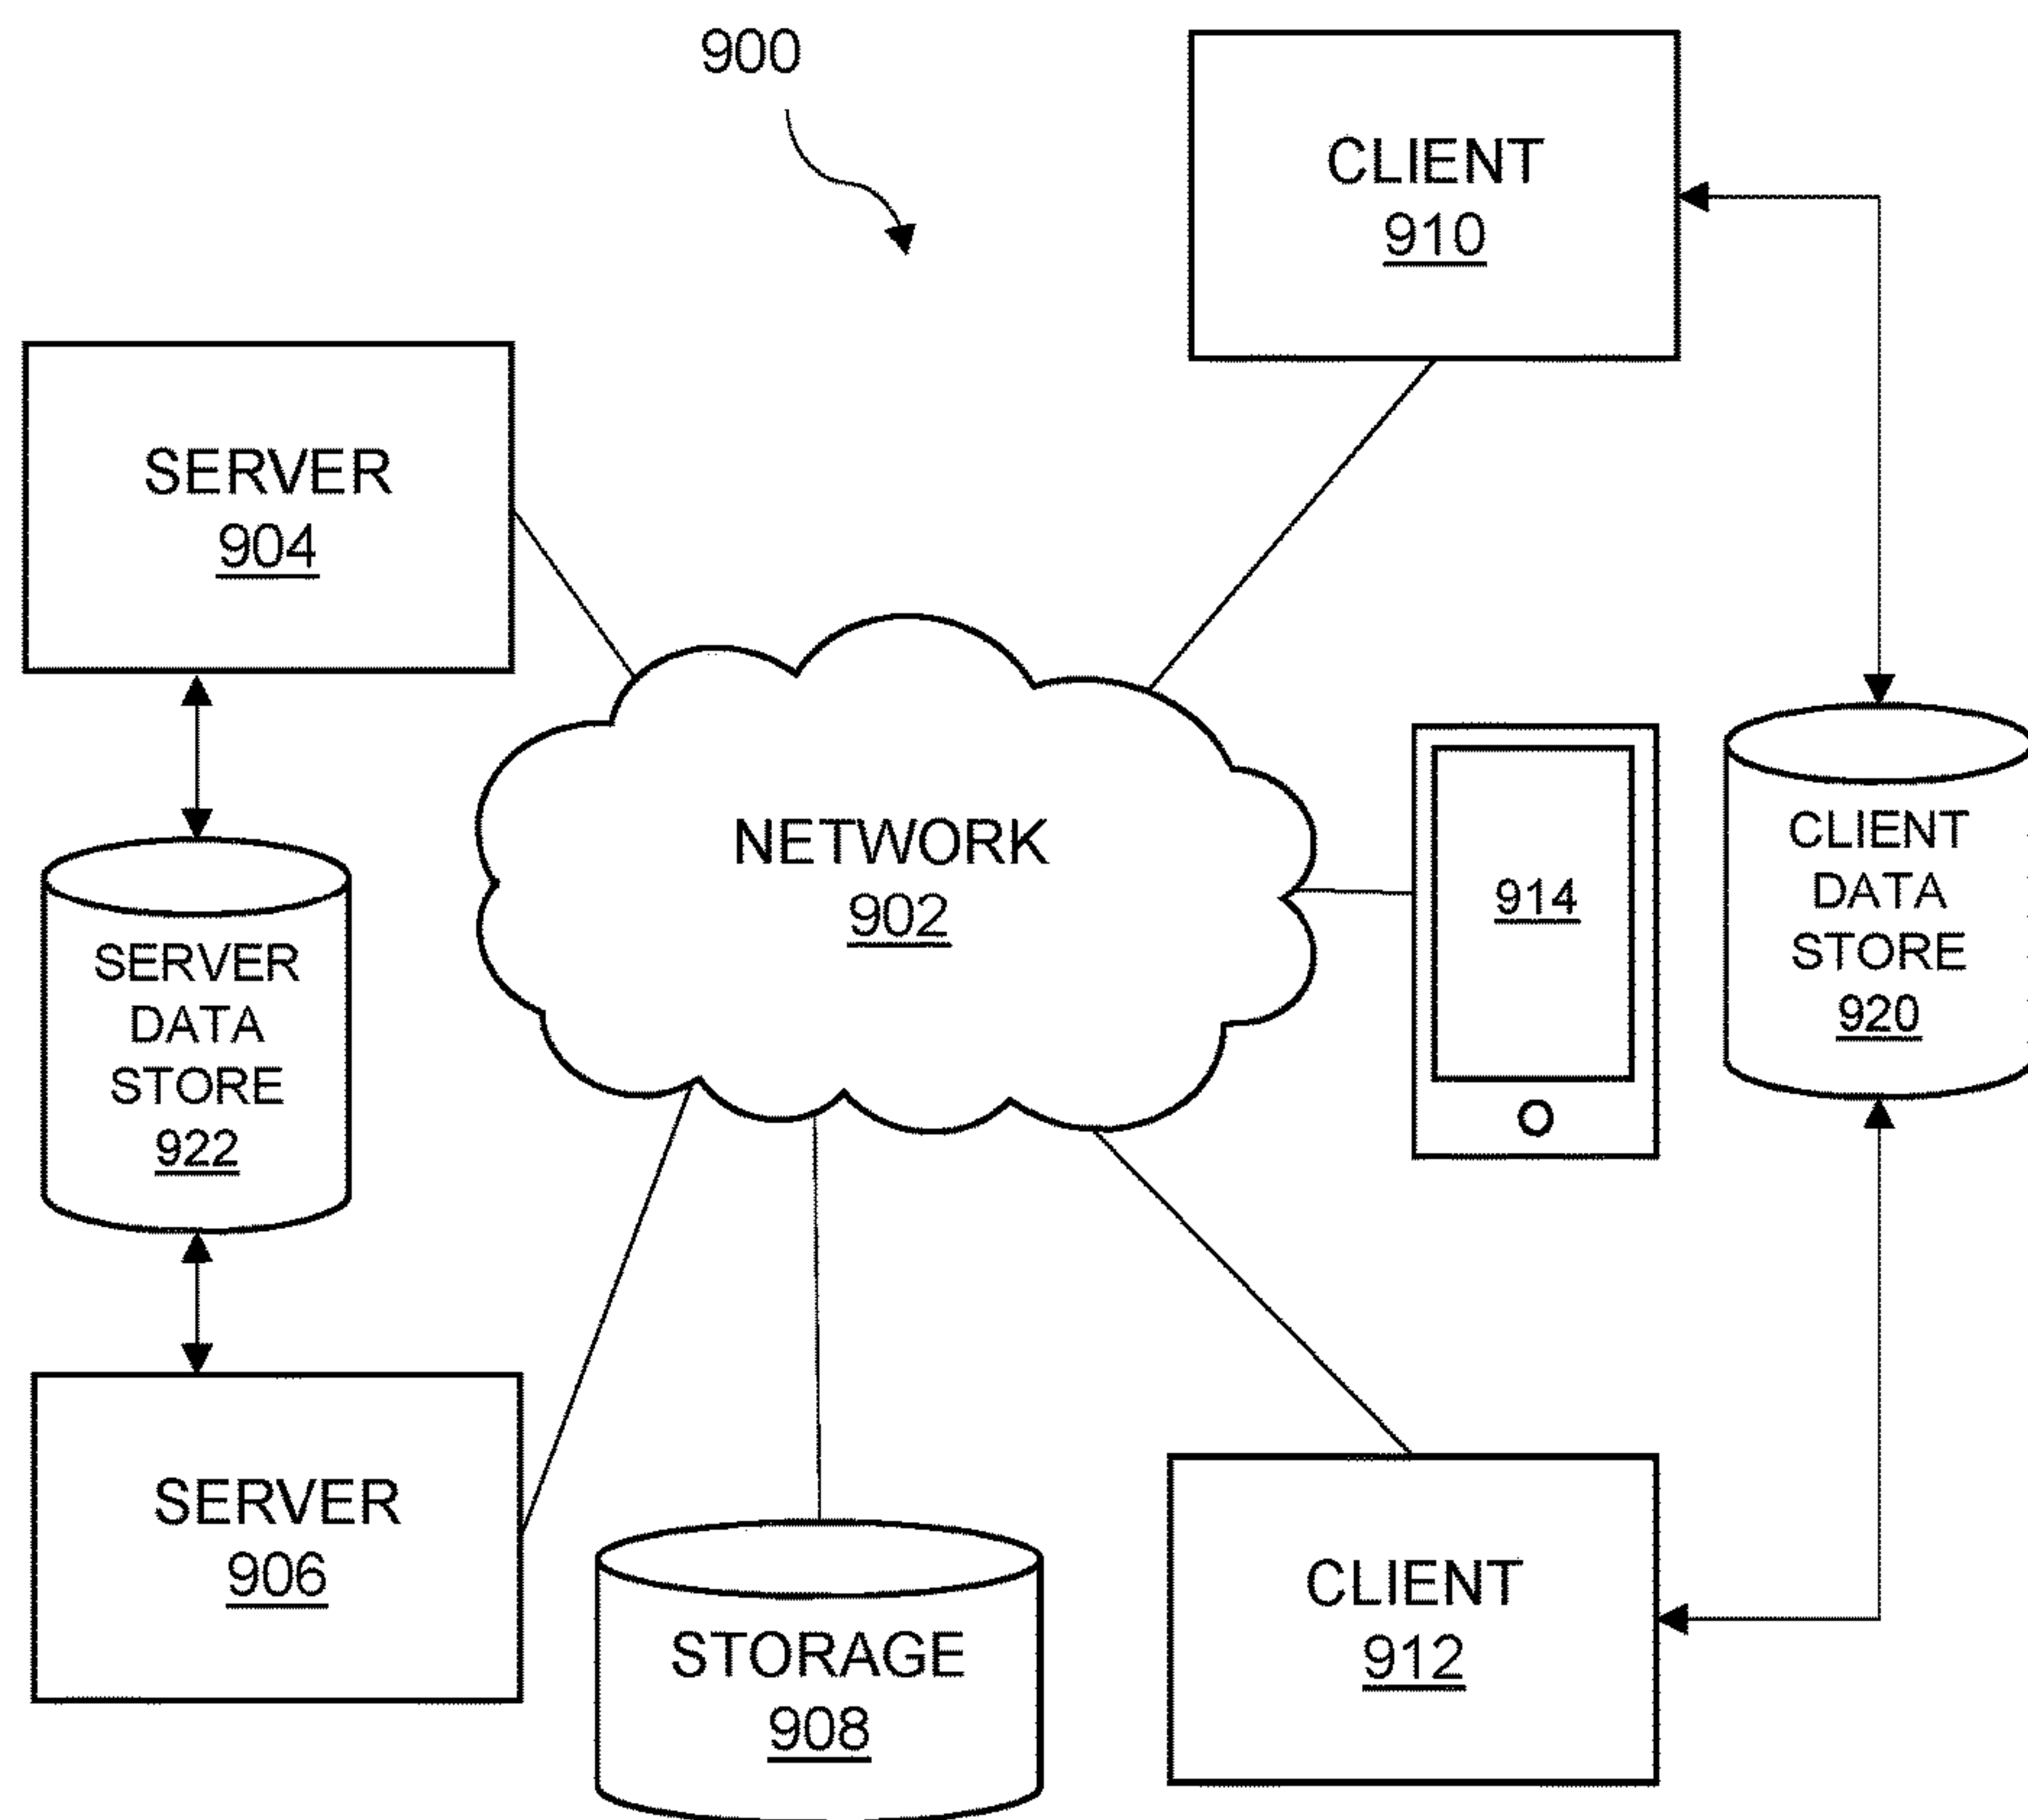 900
CLIENT
910
SERVER
904
NETWORK
902
914
CLIENT
DATA
STORE
920
SERVER
DATA
STORE
922
SERVER
906
STORAGE
908
CLIENT
912